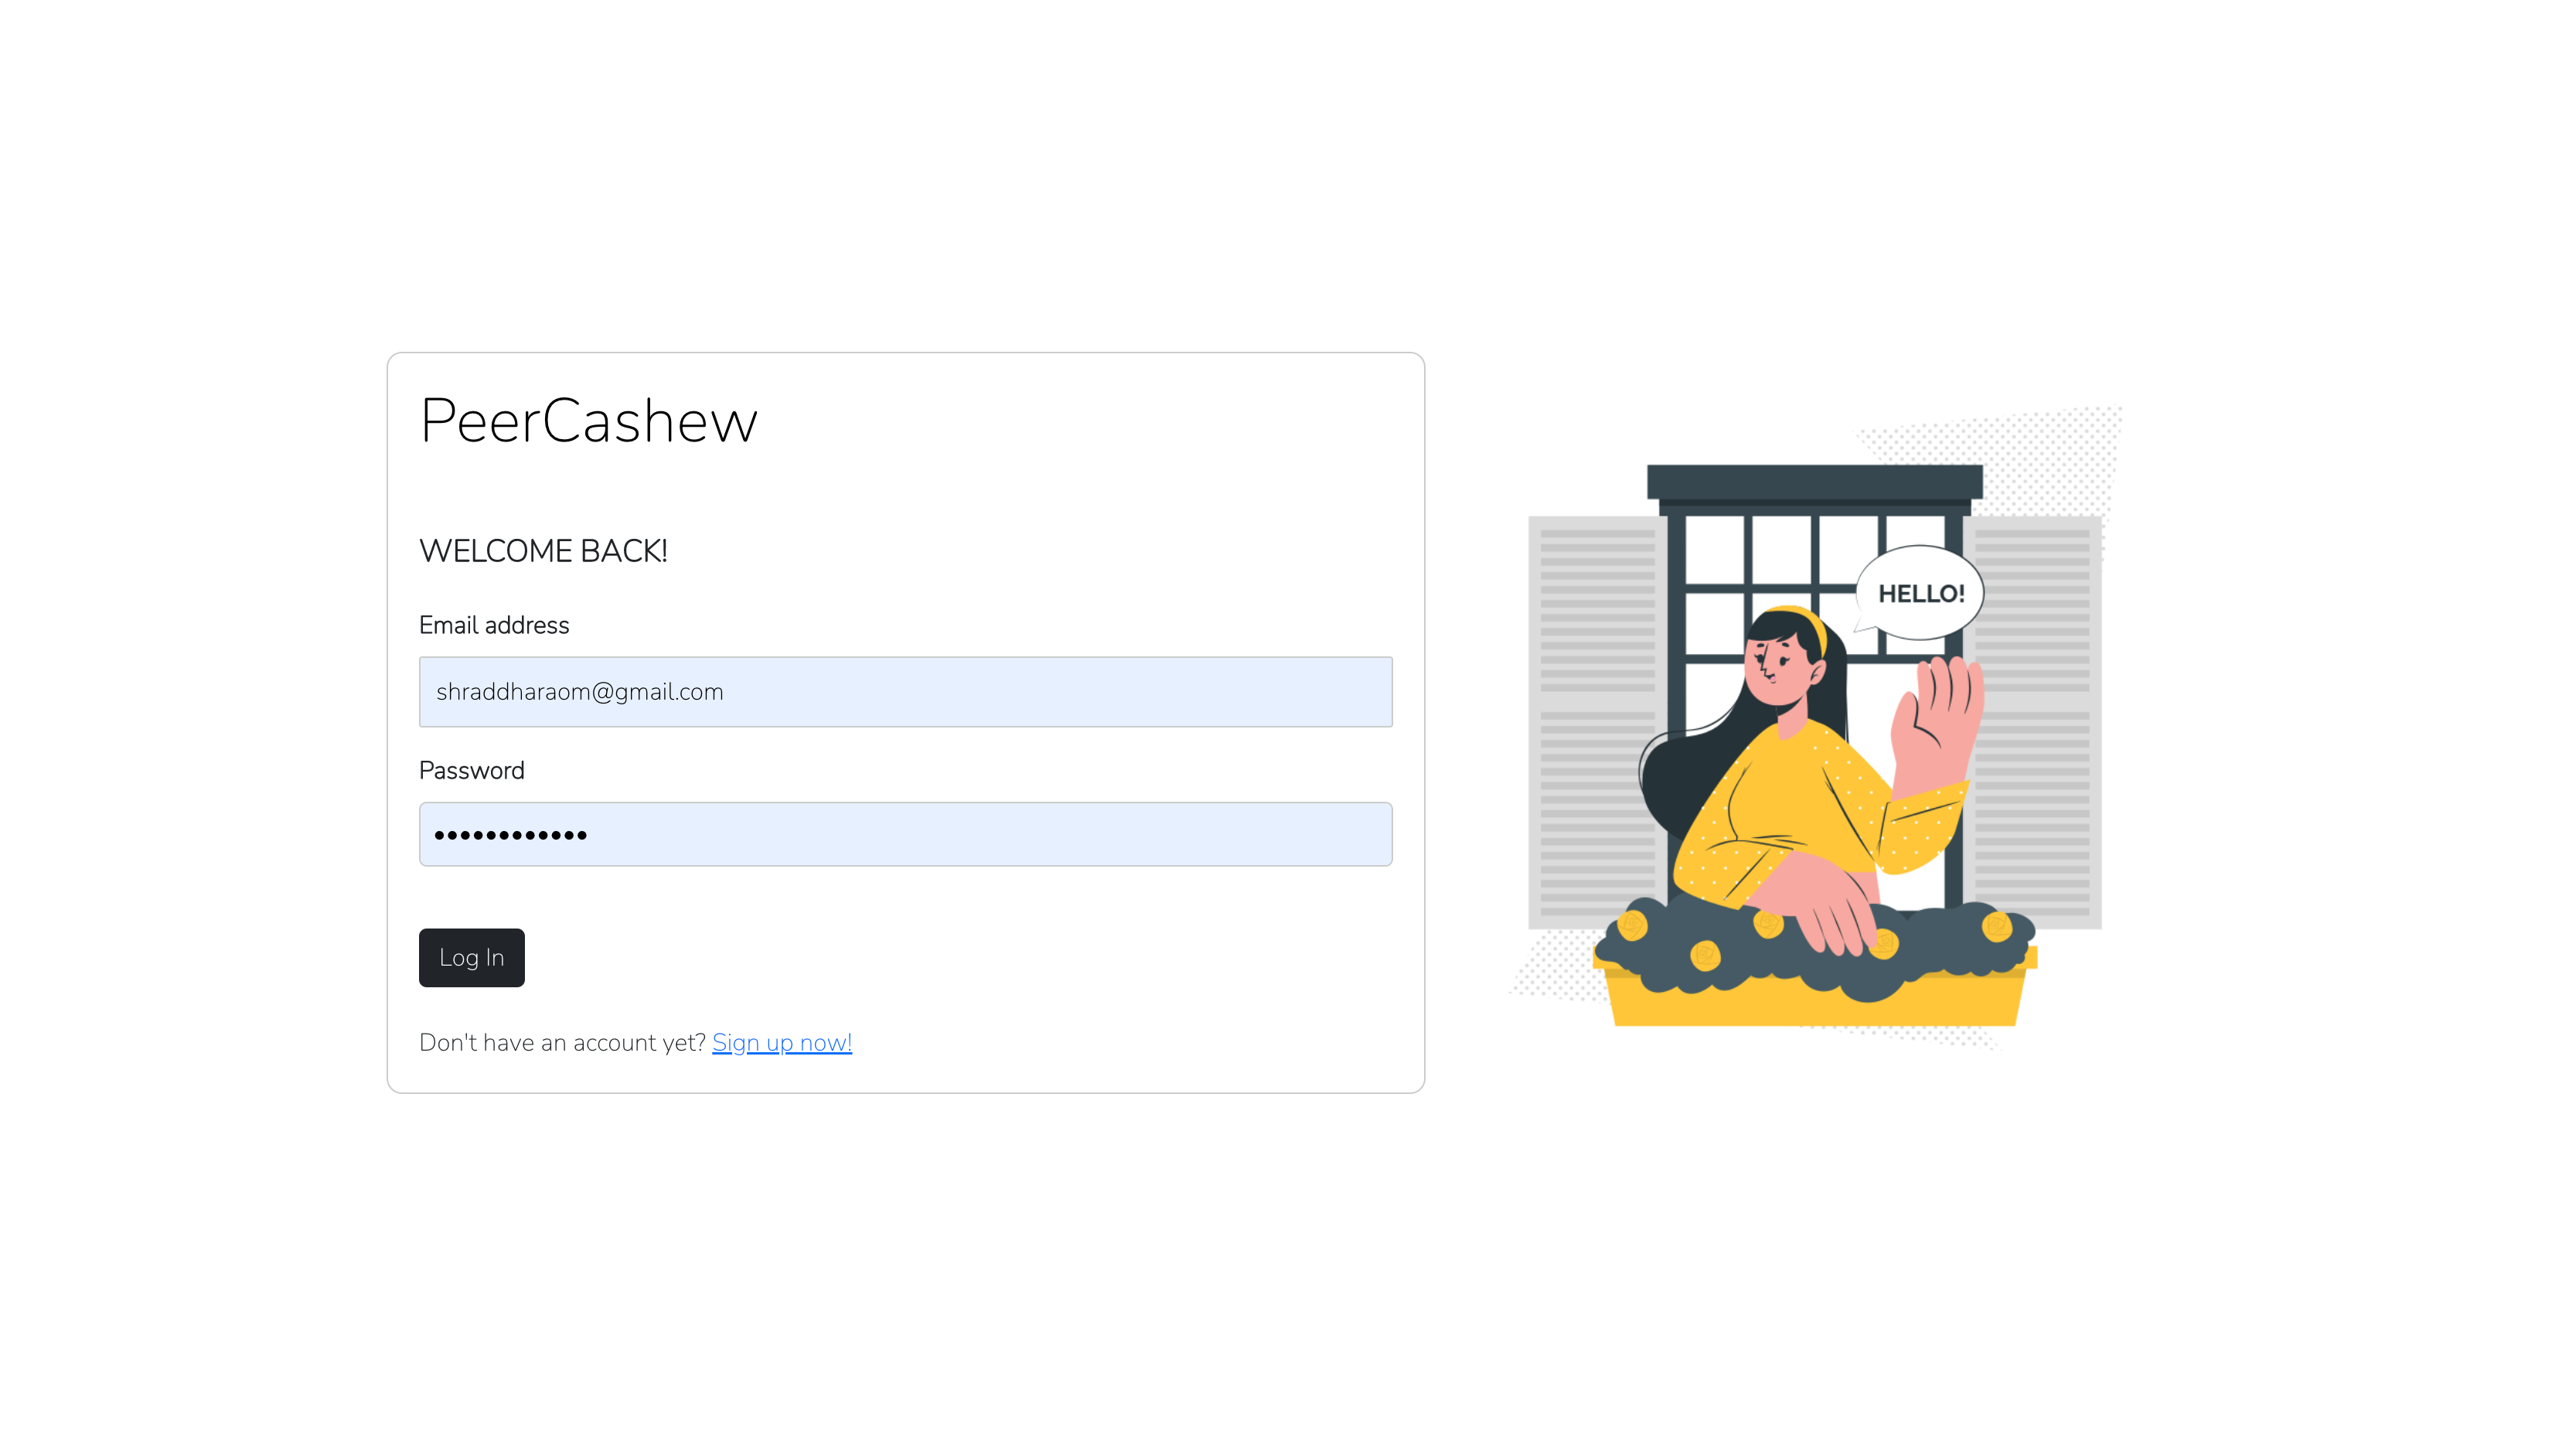 PeerCashew
WELCOME BACK!
Email address
shraddharaom@gmail.com
Password
••••••••••••
Log In
Don't have an account yet? Sign up now!
HELLO!